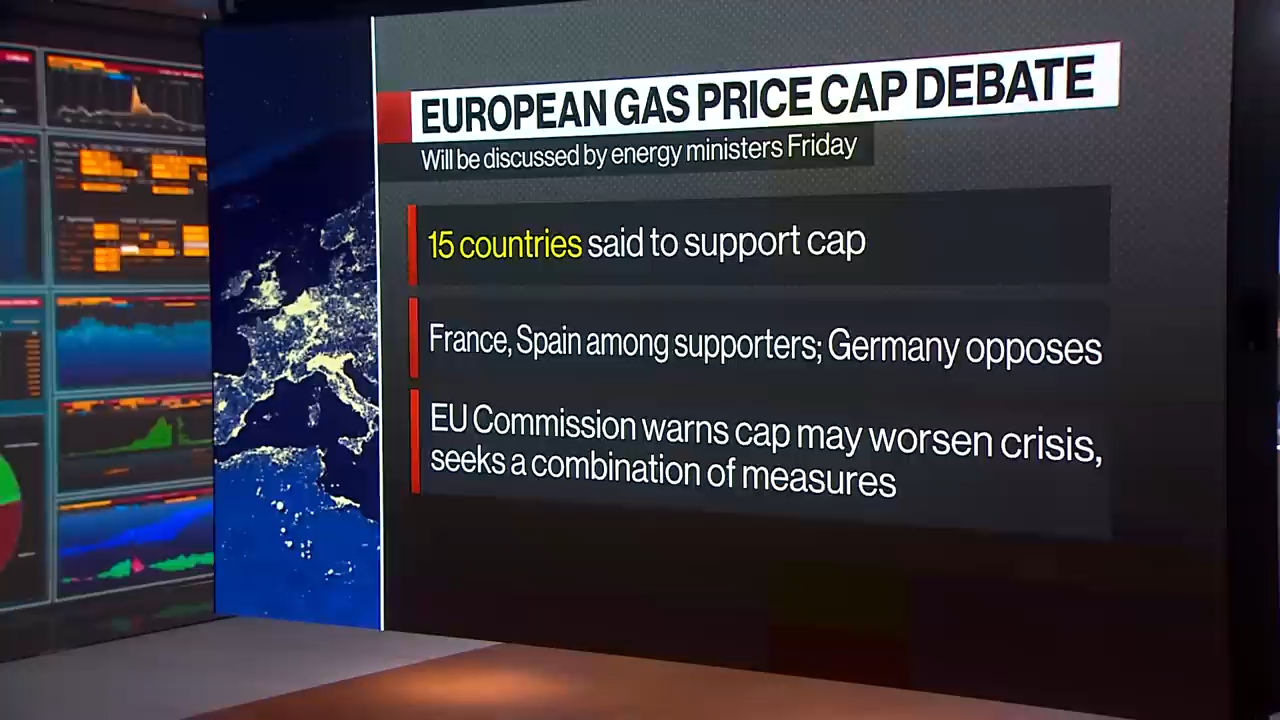 EUROPEAN GAS PRICE CAP DEBATE
Will be discussed by energy ministers Friday
15 countries said to support cap
France, Spain among supporters; Germany opposes
EU Commission warns cap may worsen crisis,
seeks a combination of measures